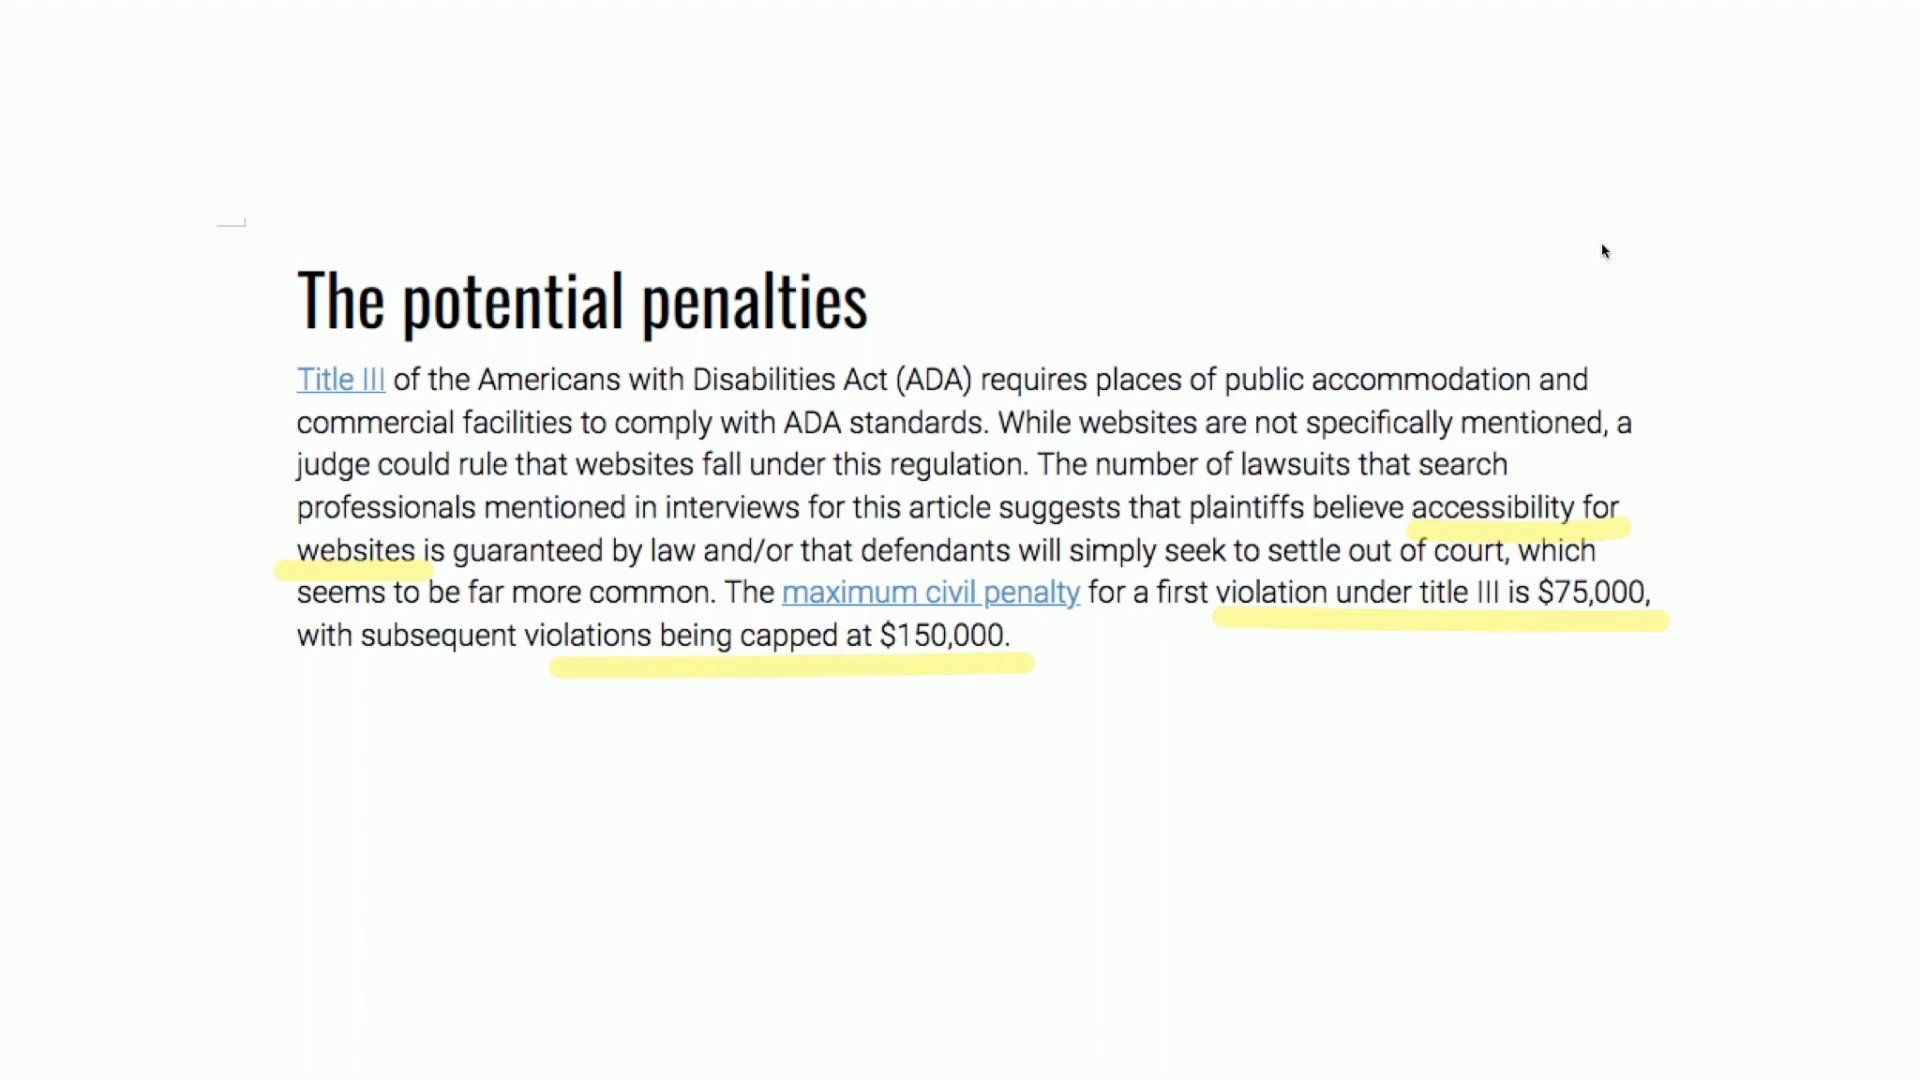 The potential penalties
Title III of the Americans with Disabilities Act (ADA) requires places of public accommodation and
commercial facilities to comply with ADA standards. While websites are not specifically mentioned, a
judge could rule that websites fall under this regulation. The number of lawsuits that search
professionals mentioned in interviews for this article suggests that plaintiffs believe accessibility for
websites is guaranteed by law and/or that defendants will simply seek to settle out of court, which
seems to be far more common. The maximum civil penalty for a first violation under title III is $75,000,
with subsequent violations being capped at $150,000.